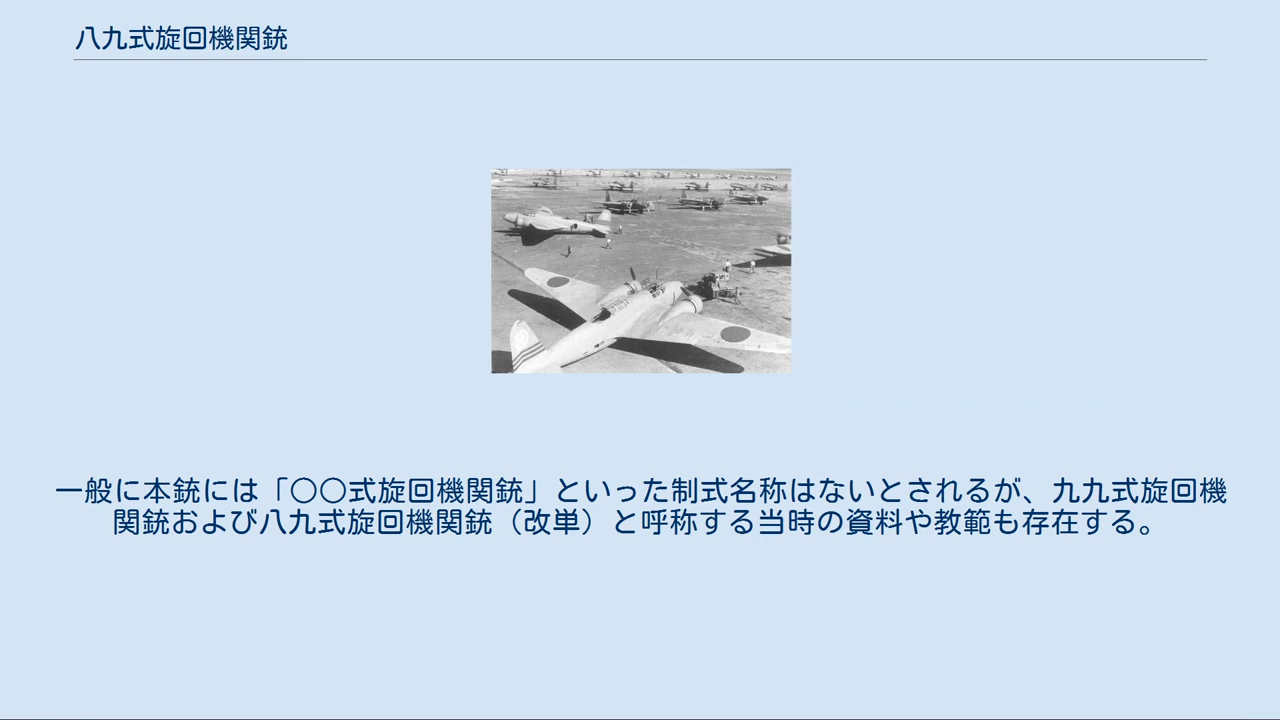 八九式旋回機関銃
一般に本銃には「〇〇式旋回機関銃」といった制式名称はないとされるが、九九式旋回機
関銃および八九式旋回機関銃（改単）と呼称する当時の資料や教範も存在する。